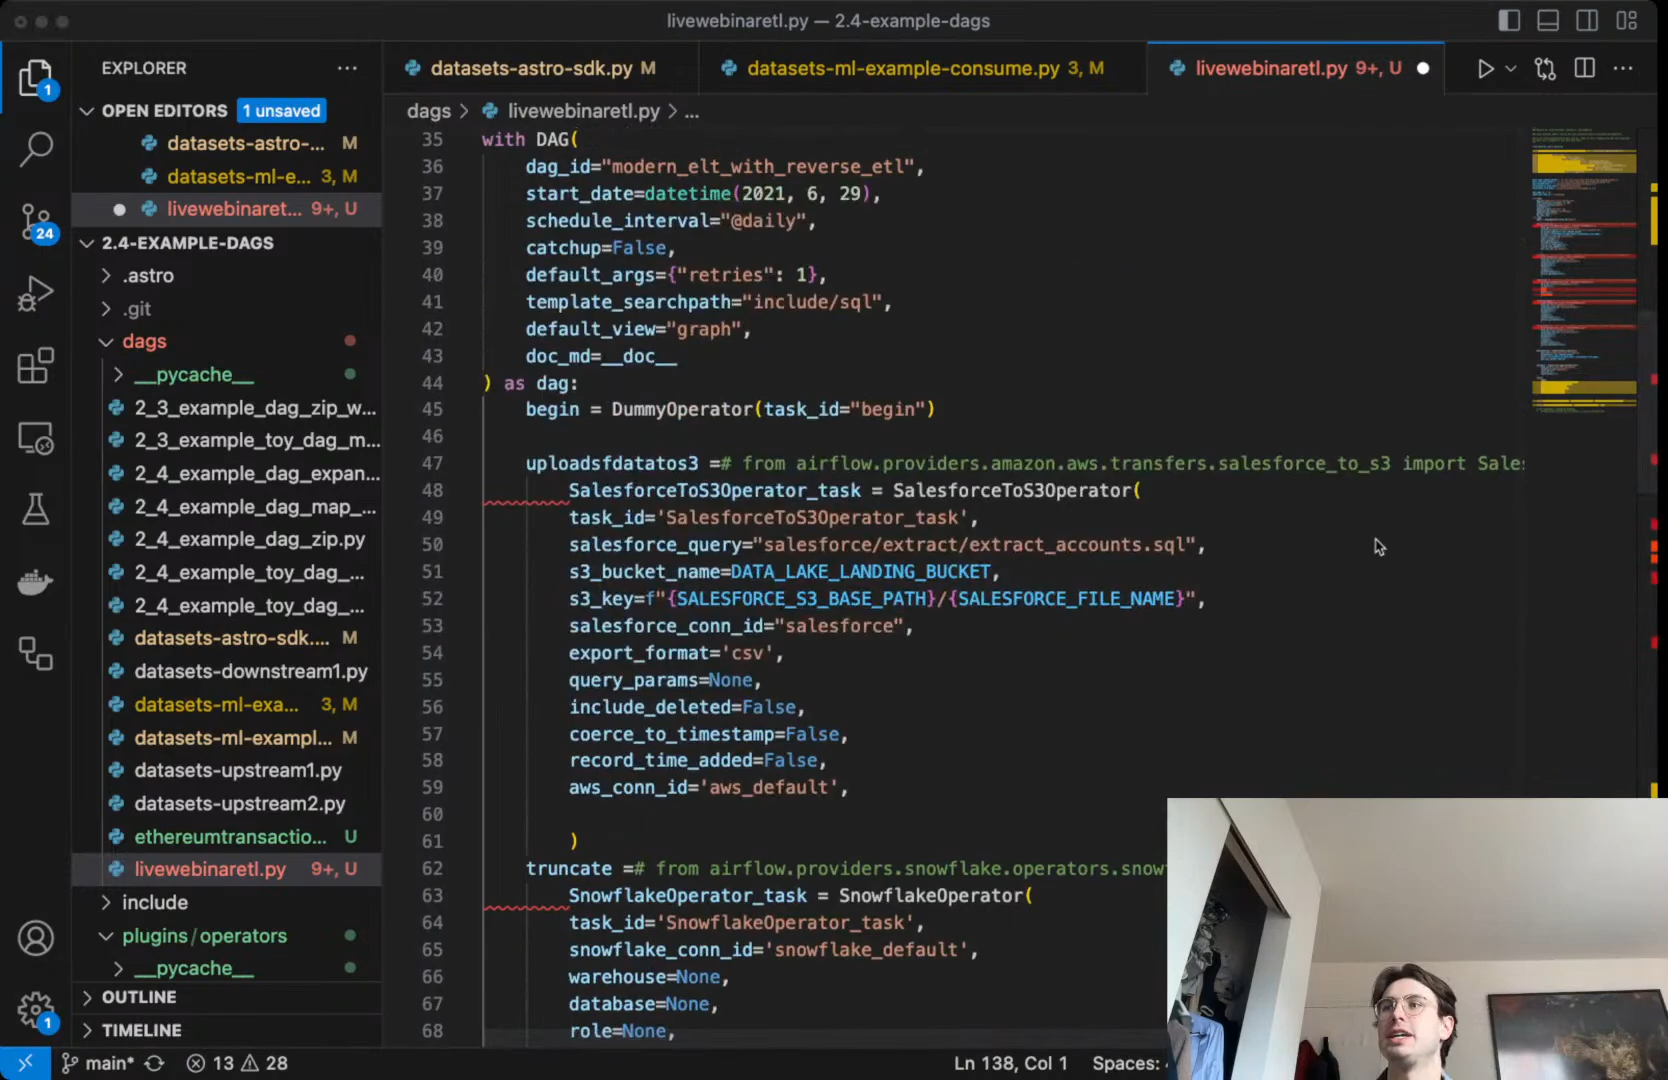 livewebinaretl.py — 2.4-example-dags
EXPLORER
OPEN EDITORS 1 unsaved
datasets-astro-... M
datasets-ml-e... 3, M
livewebinaret... 9+, U
2.4-EXAMPLE-DAGS
.astro
.git
dags
__pycache__
2_3_example_dag_zip_w...
2_3_example_toy_dag_m...
2_4_example_dag_expan...
2_4_example_dag_map_...
2_4_example_dag_zip.py
2_4_example_toy_dag_...
2_4_example_toy_dag_...
datasets-astro-sdk.... M
datasets-downstream1.py
datasets-ml-exa... 3, M
datasets-ml-exampl... M
datasets-upstream1.py
datasets-upstream2.py
ethereumtransactio... U
livewebinaretl.py 9+, U
include
plugins/operators
__pycache__
OUTLINE
TIMELINE
1
24
1
datasets-astro-sdk.py M
datasets-ml-example-consume.py 3, M
livewebinaretl.py 9+, U
dags > livewebinaretl.py > ...
35 with DAG(
36 dag_id="modern_elt_with_reverse_etl",
37 start_date=datetime(2021, 6, 29),
38 schedule_interval="@daily",
39 catchup=False,
40 default_args={"retries": 1},
41 template_searchpath="include/sql",
42 default_view="graph",
43 doc_md=__doc__
44 ) as dag:
45 begin = DummyOperator(task_id="begin")
46
47 uploadsfdatatos3 =# from airflow.providers.amazon.aws.transfers.salesforce_to_s3 import Sales
48 SalesforceToS3Operator_task = SalesforceToS3Operator(
49 task_id='SalesforceToS3Operator_task',
50 salesforce_query="salesforce/extract/extract_accounts.sql",
51 s3_bucket_name=DATA_LAKE_LANDING_BUCKET,
52 s3_key=f"{SALESFORCE_S3_BASE_PATH}/{SALESFORCE_FILE_NAME}",
53 salesforce_conn_id="salesforce",
54 export_format='csv',
55 query_params=None,
56 include_deleted=False,
57 coerce_to_timestamp=False,
58 record_time_added=False,
59 aws_conn_id='aws_default',
60
61 )
62 truncate =# from airflow.providers.snowflake.operators.snow
63 SnowflakeOperator_task = SnowflakeOperator(
64 task_id='SnowflakeOperator_task',
65 snowflake_conn_id='snowflake_default',
66 warehouse=None,
67 database=None,
68 role=None,
main* 13 28
Ln 138, Col 1 Spaces: